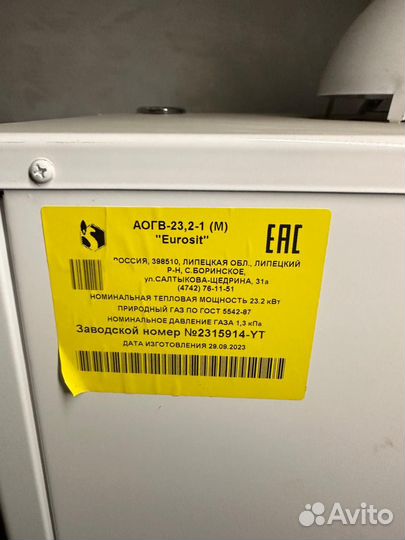 АОГВ-23,2-1 (М)
"Eurosit"
EAC
РОССИЯ, 398510, ЛИПЕЦКАЯ ОБЛ., ЛИПЕЦКИЙ
Р-Н, С.БОРИНСКОЕ,
ул.САЛТЫКОВА-ЩЕДРИНА, 31а
(4742) 76-11-51
НОМИНАЛЬНАЯ ТЕПЛОВАЯ МОЩНОСТЬ 23.2 кВт
ПРИРОДНЫЙ ГАЗ ПО ГОСТ 5542-87
НОМИНАЛЬНОЕ ДАВЛЕНИЕ ГАЗА 1,3 кПа
Заводской номер №2315914-YT
ДАТА ИЗГОТОВЛЕНИЯ 29.09.2023
Avito